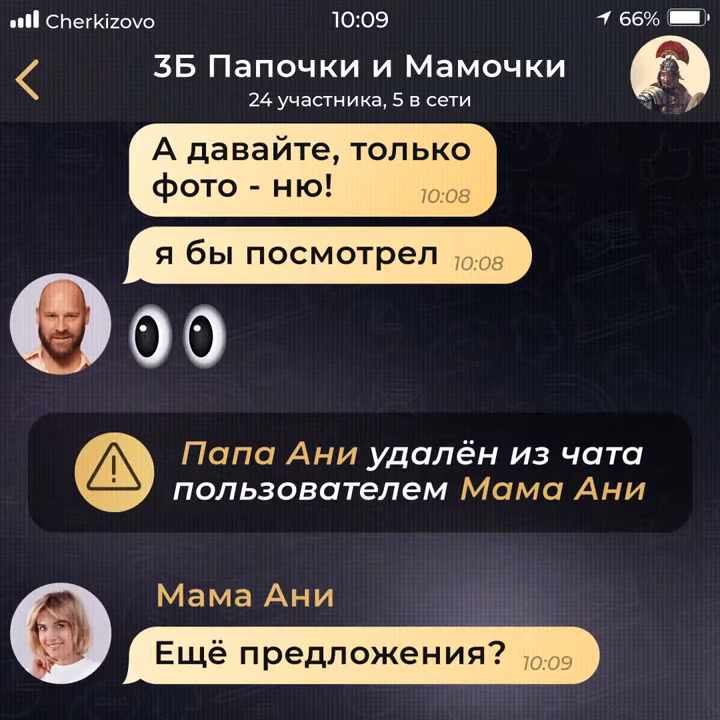 Cherkizovo 10:09 66%
3Б Папочки и Мамочки
24 участника, 5 в сети
А давайте, только
фото - ню! 10:08
я бы посмотрел 10:08
Папа Ани удалён из чата
пользователем Мама Ани
Мама Ани
Ещё предложения? 10:09